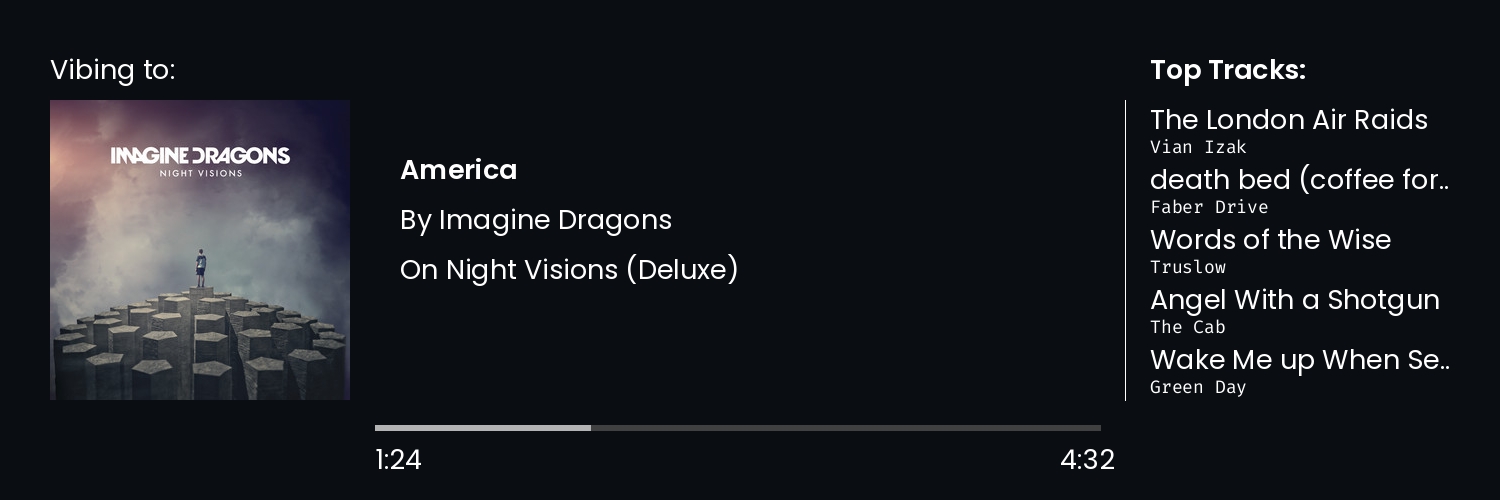 Vibing to:
IMAGINE DRAGONS
NIGHT VISIONS
America
By Imagine Dragons
On Night Visions (Deluxe)
1:24
4:32
Top Tracks:
The London Air Raids
Vian Izak
death bed (coffee for..
Faber Drive
Words of the Wise
Truslow
Angel With a Shotgun
The Cab
Wake Me up When Se..
Green Day